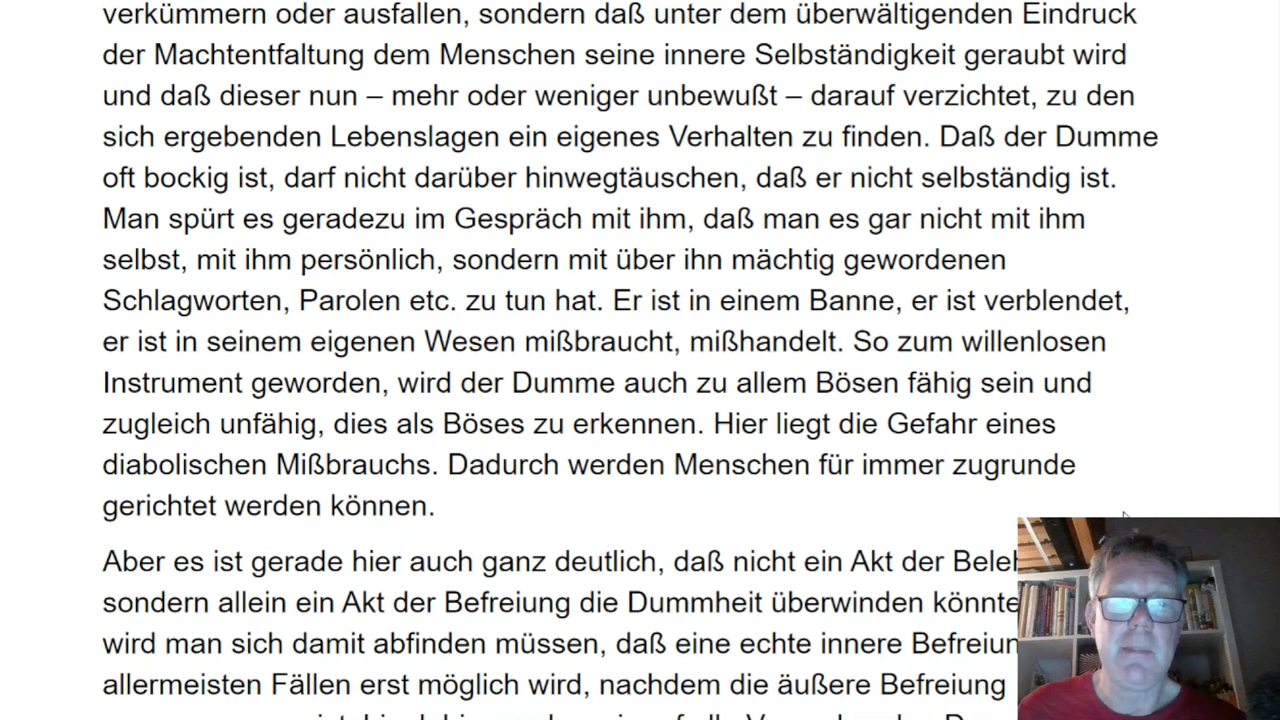 verkümmern oder ausfallen, sondern daß unter dem überwältigenden Eindruck
der Machtentfaltung dem Menschen seine innere Selbständigkeit geraubt wird
und daß dieser nun – mehr oder weniger unbewußt – darauf verzichtet, zu den
sich ergebenden Lebenslagen ein eigenes Verhalten zu finden. Daß der Dumme
oft bockig ist, darf nicht darüber hinwegtäuschen, daß er nicht selbständig ist.
Man spürt es geradezu im Gespräch mit ihm, daß man es gar nicht mit ihm
selbst, mit ihm persönlich, sondern mit über ihn mächtig gewordenen
Schlagworten, Parolen etc. zu tun hat. Er ist in einem Banne, er ist verblendet,
er ist in seinem eigenen Wesen mißbraucht, mißhandelt. So zum willenlosen
Instrument geworden, wird der Dumme auch zu allem Bösen fähig sein und
zugleich unfähig, dies als Böses zu erkennen. Hier liegt die Gefahr eines
diabolischen Mißbrauchs. Dadurch werden Menschen für immer zugrunde
gerichtet werden können.
Aber es ist gerade hier auch ganz deutlich, daß nicht ein Akt der
sondern allein ein Akt der Befreiung die Dummheit überwinden könnte
wird man sich damit abfinden müssen, daß eine echte innere
allermeisten Fällen erst möglich wird, nachdem die äußere Befreiung